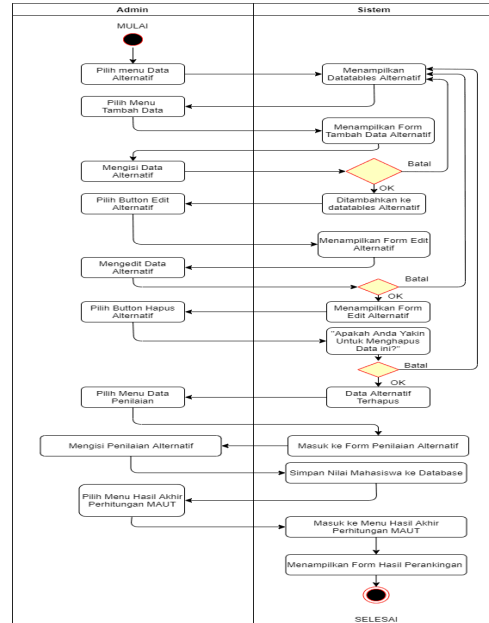 Admin
Sistem
MULAI
Pilih menu Data
Alternatif
Menampilkan
Datatables Alternatif
Pilih Menu
Tambah Data
Menampilkan Form
Tambah Data Alternatif
Mengisi Data
Alternatif
Batal
OK
Pilih Button Edit
Alternatif
Ditambahkan ke
datatables Alternatif
Menampilkan Form Edit
Alternatif
Mengedit Data
Alternatif
Batal
OK
Pilih Button Hapus
Alternatif
Menampilkan Form
Edit Alternatif
"Apakah Anda Yakin
Untuk Menghapus
Data ini?"
Batal
OK
Pilih Menu Data
Penilaian
Data Alternatif
Terhapus
Mengisi Penilaian Alternatif
Masuk ke Form Penilaian Alternatif
Simpan Nilai Mahasiswa ke Database
Pilih Menu Hasil Akhir
Perhitungan MAUT
Masuk ke Menu Hasil Akhir
Perhitungan MAUT
Menampilkan Form Hasil Perankingan
SELESAI